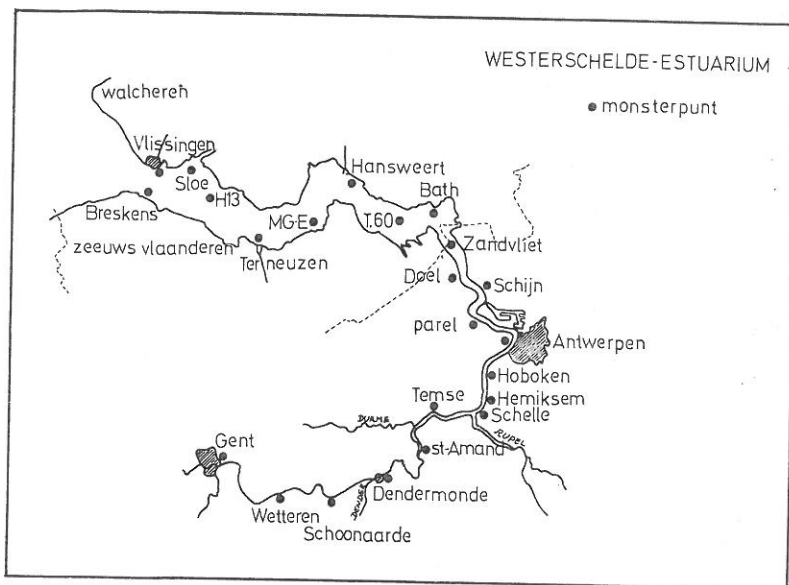 WESTERSCHELDE-ESTUARIUM
monsterpunt
walcheren
Vlissingen
Sloe
H13
Breskens
zeeuws vlaanderen
Terneuzen
MG-E
Hansweert
T.60
Bath
Zandvliet
Doel
Schijn
parel
Antwerpen
Hoboken
Hemiksem
Schelle
Temse
DURME
RUPEL
st-Amand
Gent
Dendermonde
DENDER
Wetteren
Schoonaarde